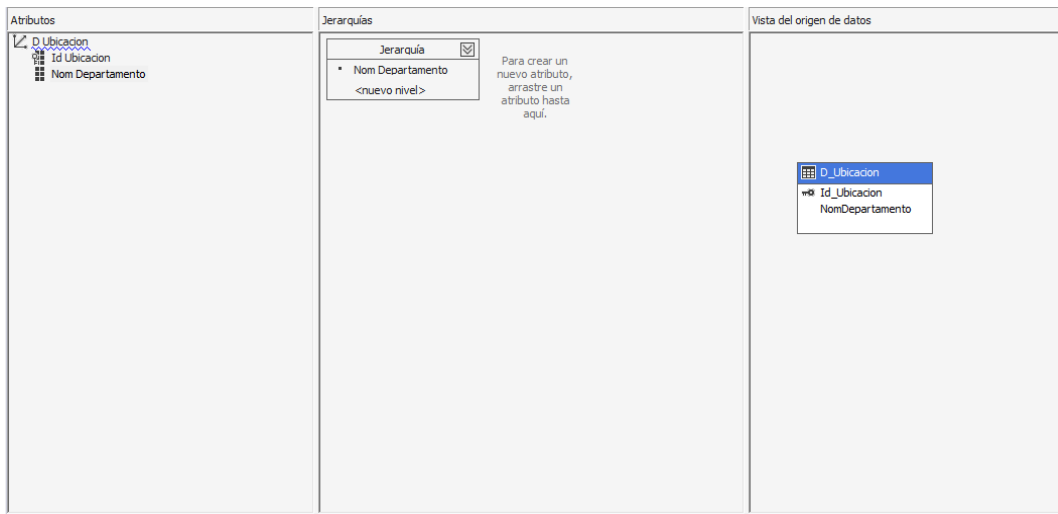 Atributos
D Ubicacion
Id Ubicacion
Nom Departamento
Jerarquías
Jerarquía
Nom Departamento
<nuevo nivel>
Para crear un
nuevo atributo,
arrastre un
atributo hasta
aquí.
Vista del origen de datos
D_Ubicacion
Id_Ubicacion
NomDepartamento